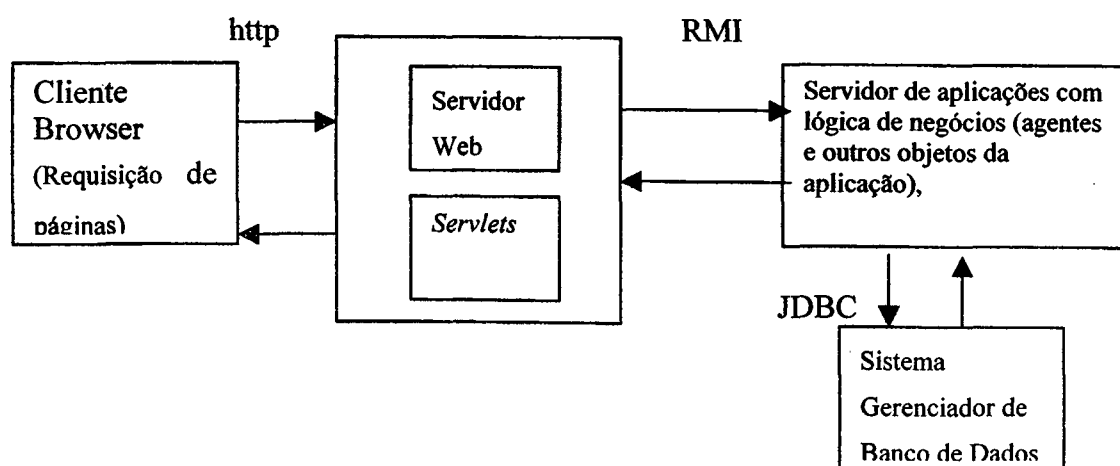 http
RMI
Cliente
Browser
(Requisição de
páginas)
Servidor
Web
Servlets
Servidor de aplicações com
lógica de negócios (agentes
e outros objetos da
aplicação),
JDBC
Sistema
Gerenciador de
Banco de Dados